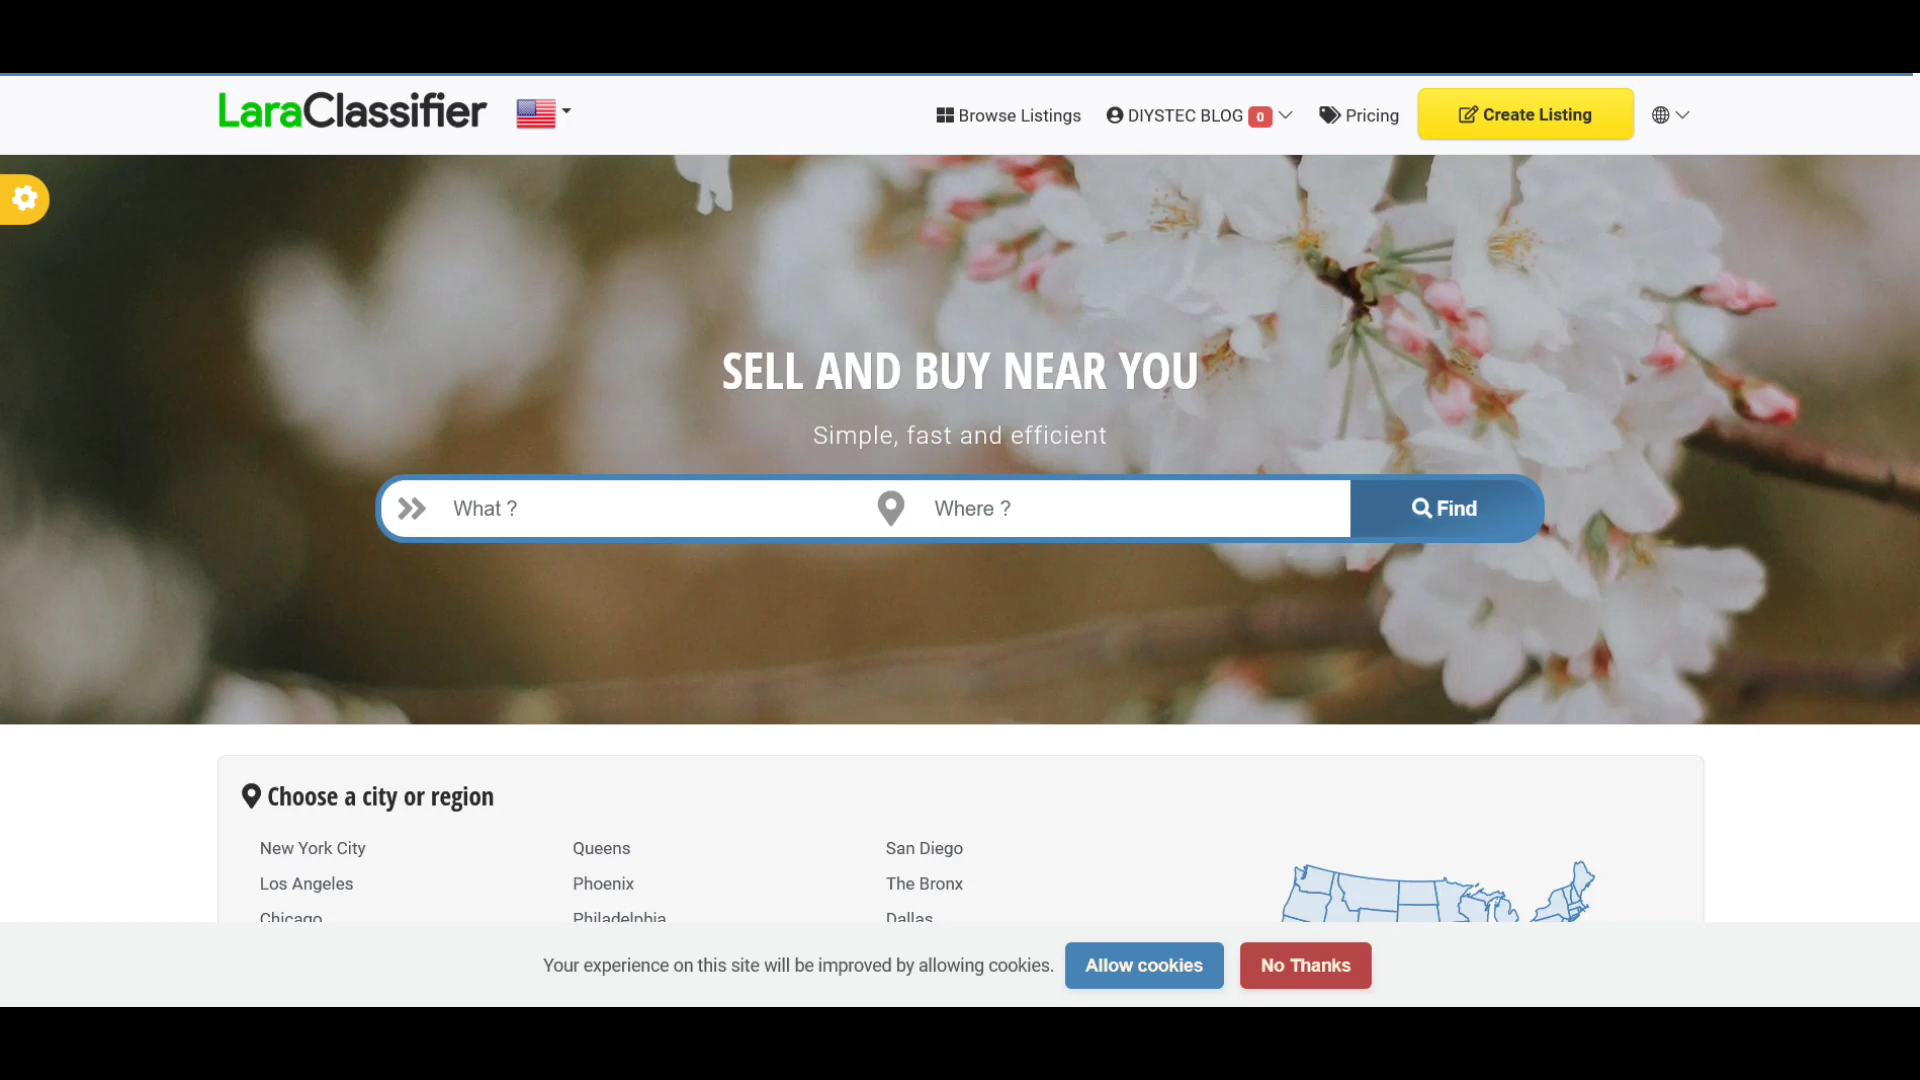 LaraClassifier
Browse Listings
DIYSTEC BLOG 0
Pricing
Create Listing
SELL AND BUY NEAR YOU
Simple, fast and efficient
What ?
Where ?
Find
Choose a city or region
New York City
Queens
San Diego
Los Angeles
Phoenix
The Bronx
Chicago
Philadelphia
Dallas
Your experience on this site will be improved by allowing cookies.
Allow cookies
No Thanks